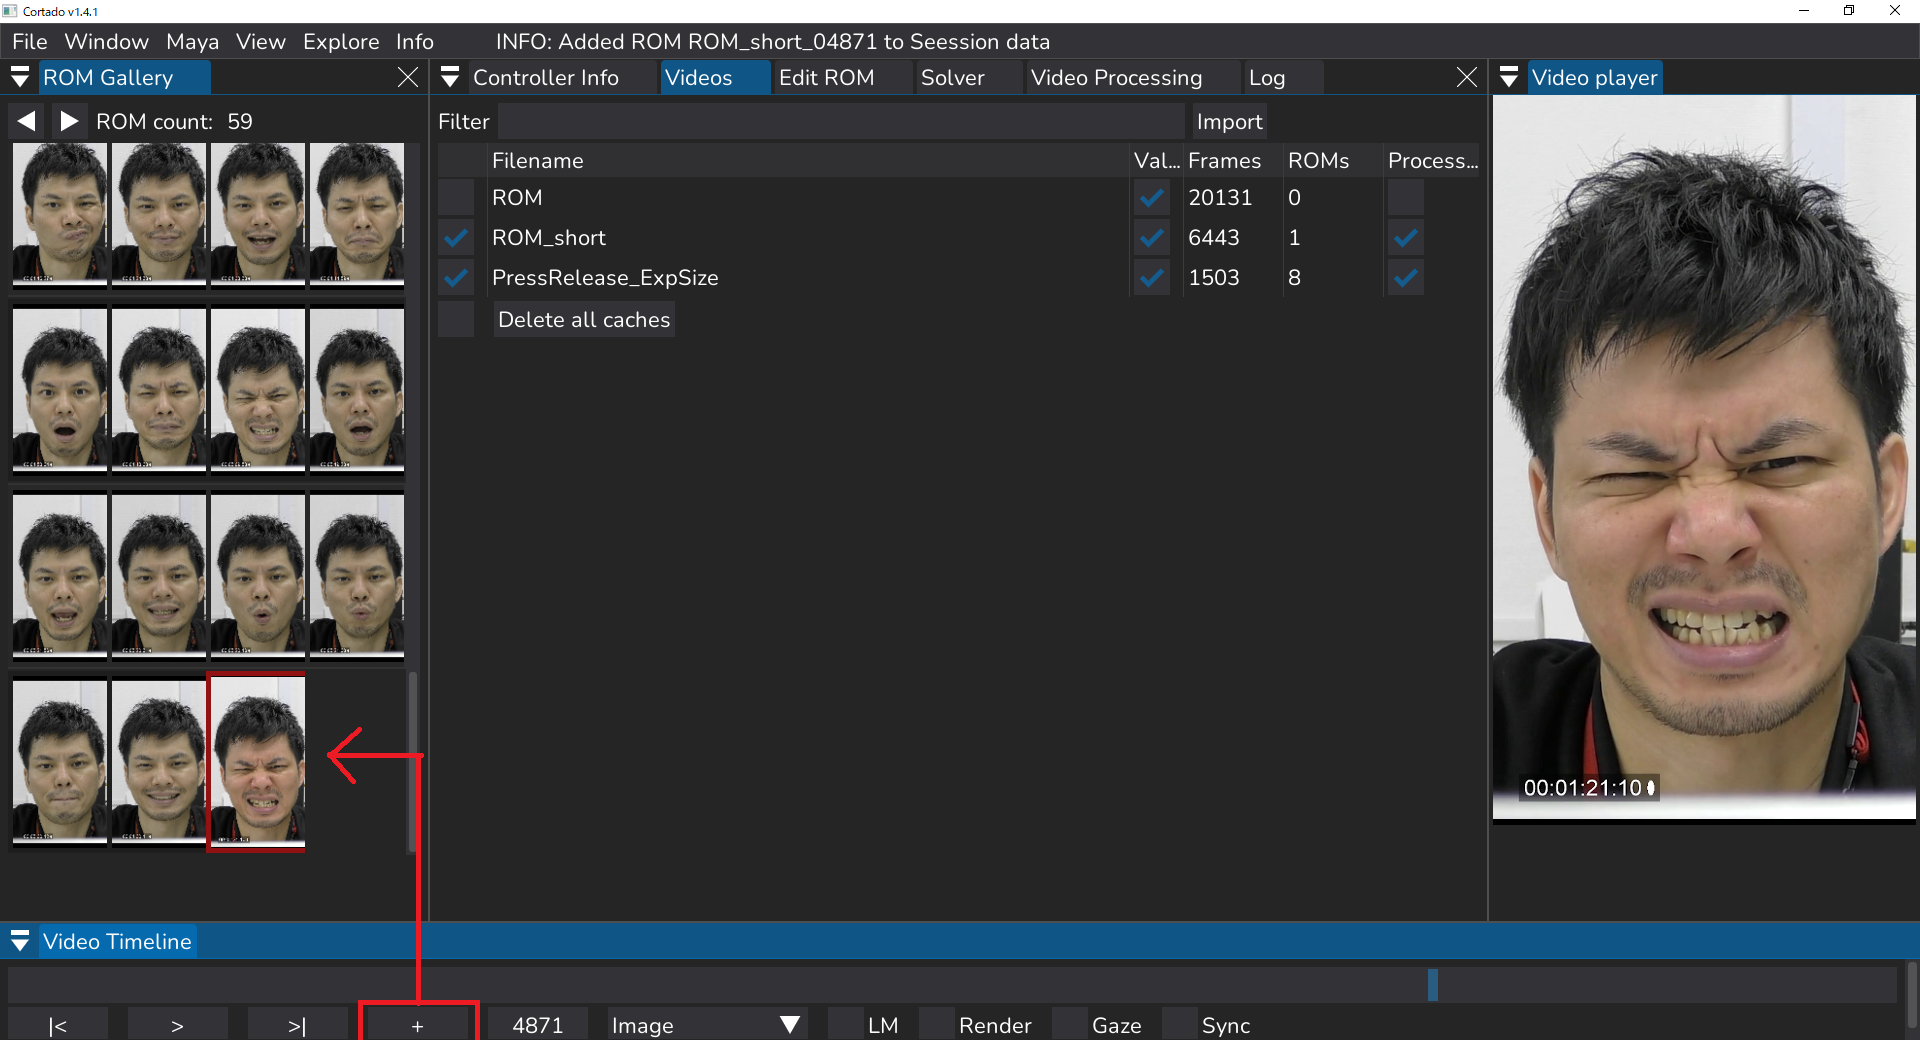 Cortado v1.4.1
File Window Maya View Explore Info INFO: Added ROM ROM_short_04871 to Seession data
ROM Gallery
Controller Info Videos Edit ROM Solver Video Processing Log
Video player
ROM count: 59
Filter Import
Filename Val... Frames ROMs Process...
ROM 20131 0
ROM_short 6443 1
PressRelease_ExpSize 1503 8
Delete all caches
00:01:21:10
Video Timeline
|< > >| + 4871 Image LM Render Gaze Sync